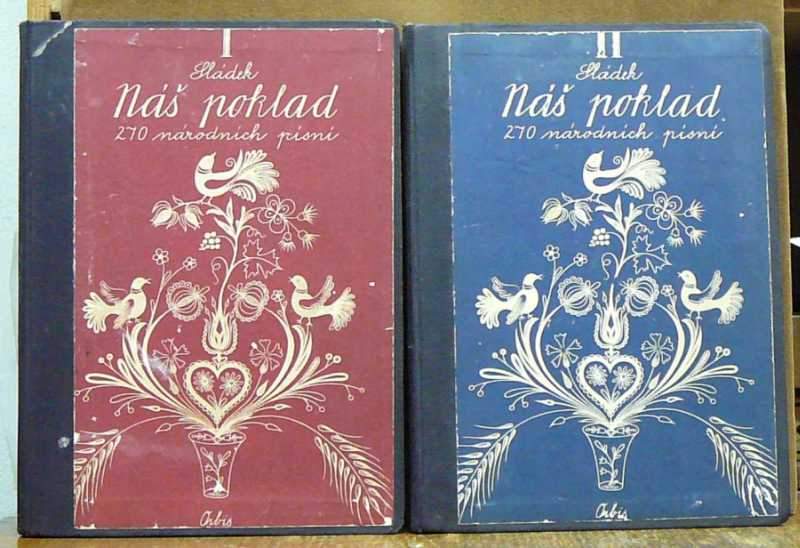 I
Sládek
Náš poklad
270 národních písní
Orbis
II
Sládek
Náš poklad
270 národních písní
Orbis